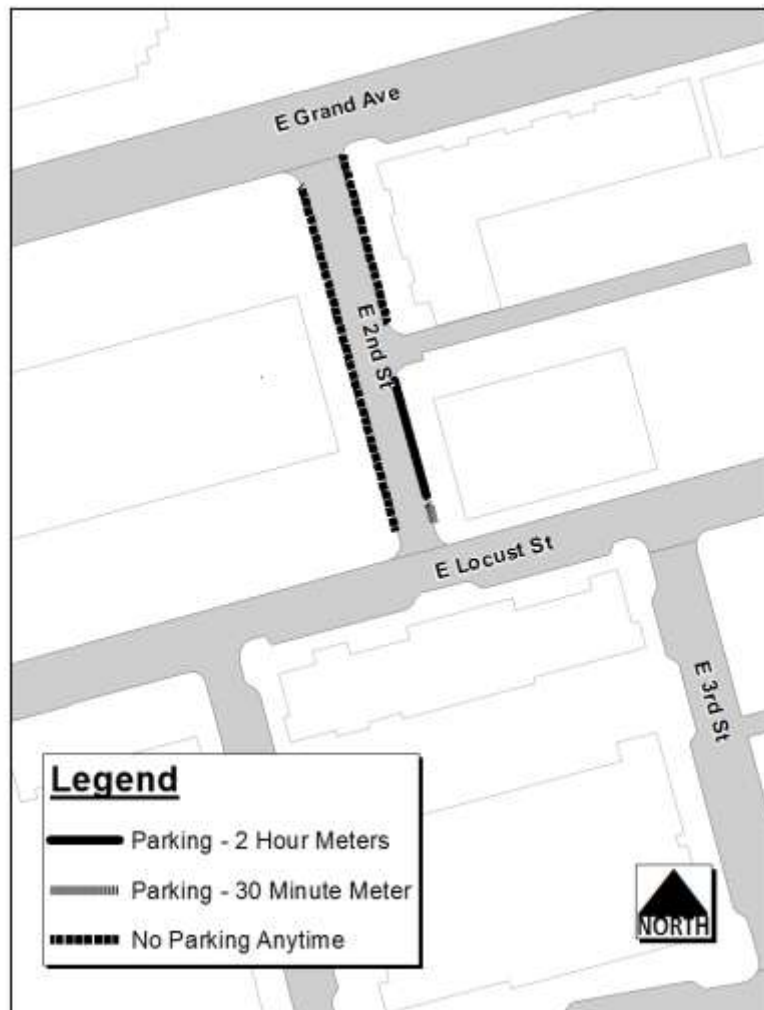 E Grand Ave
E 2nd St
E Locust St
E 3rd St
Legend
Parking - 2 Hour Meters
Parking - 30 Minute Meter
No Parking Anytime
NORTH